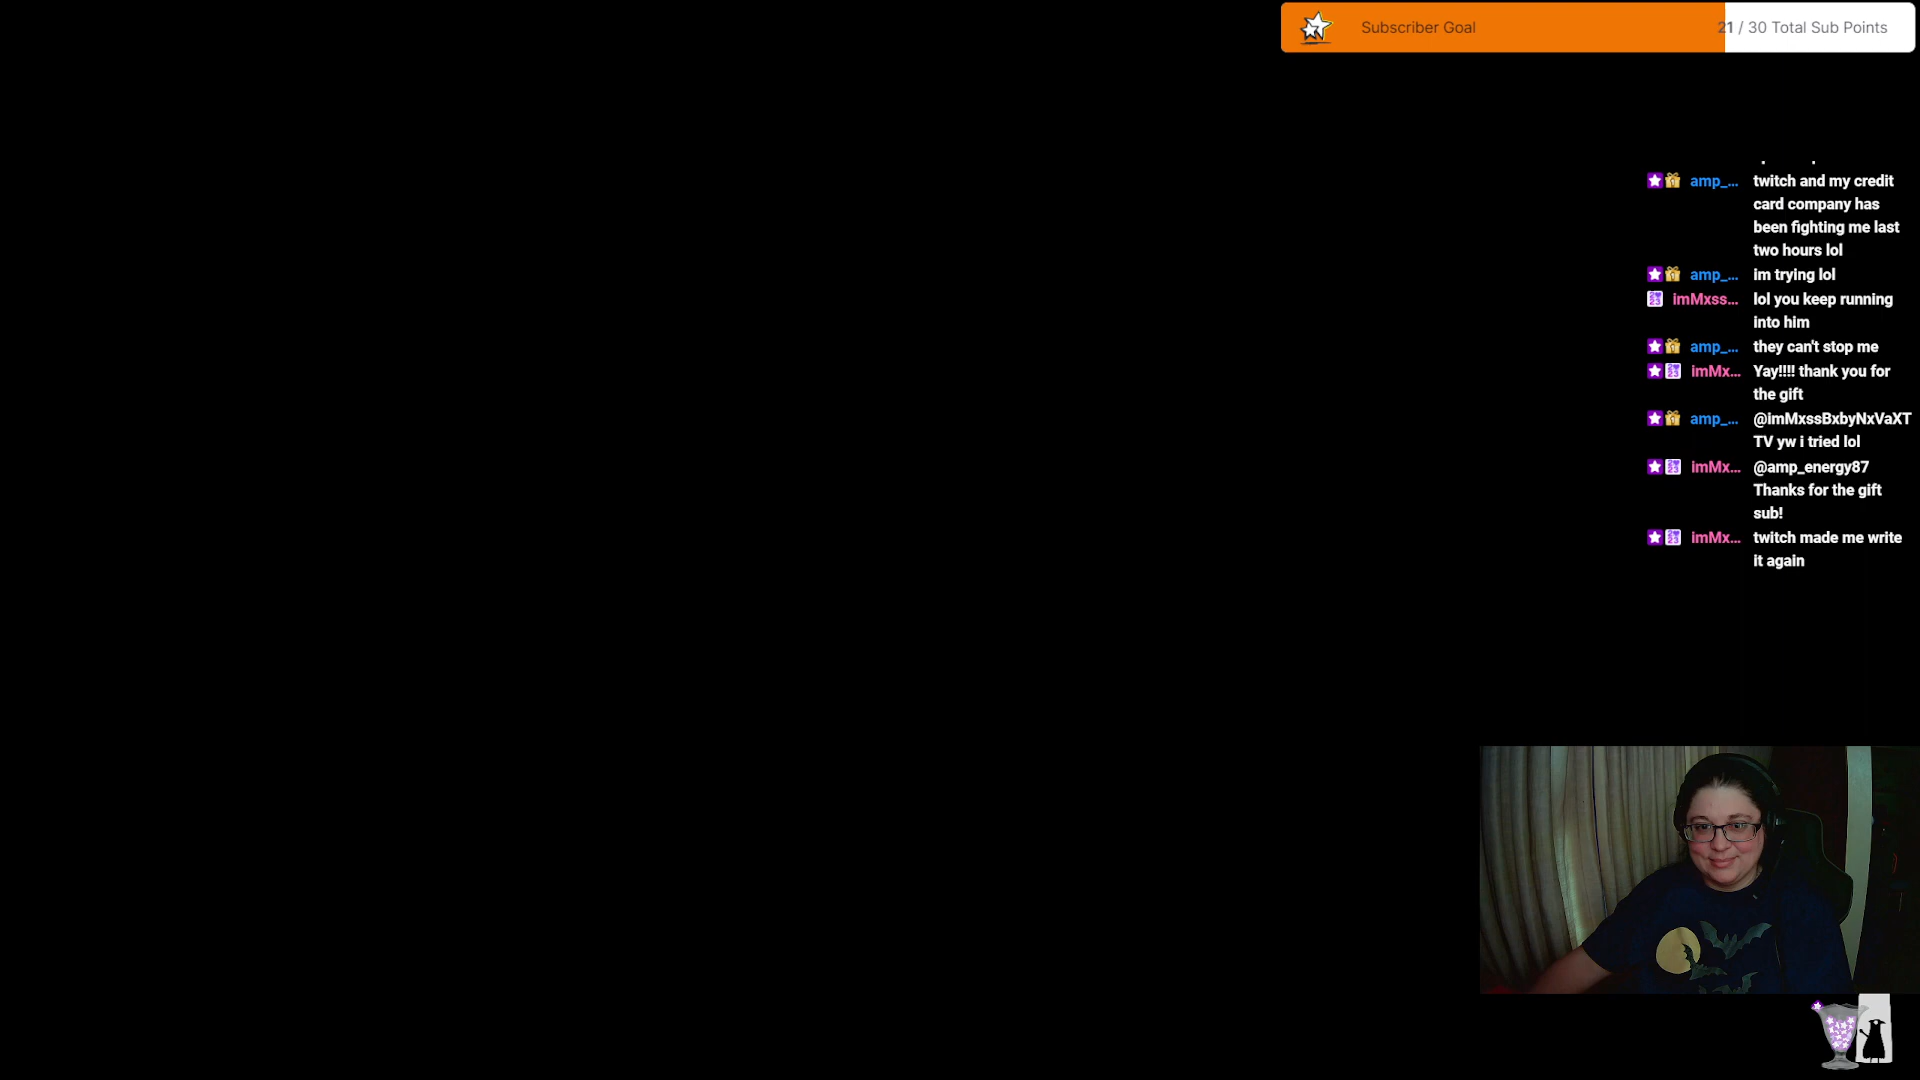 Subscriber Goal
21 / 30 Total Sub Points
amp_... twitch and my credit
card company has
been fighting me last
two hours lol
amp_... im trying lol
imMxss... lol you keep running
into him
amp_... they can't stop me
imMx... Yay!!!! thank you for
the gift
amp_... @imMxssBxbyNxVaXT
TV yw i tried lol
imMx... @amp_energy87
Thanks for the gift
sub!
imMx... twitch made me write
it again